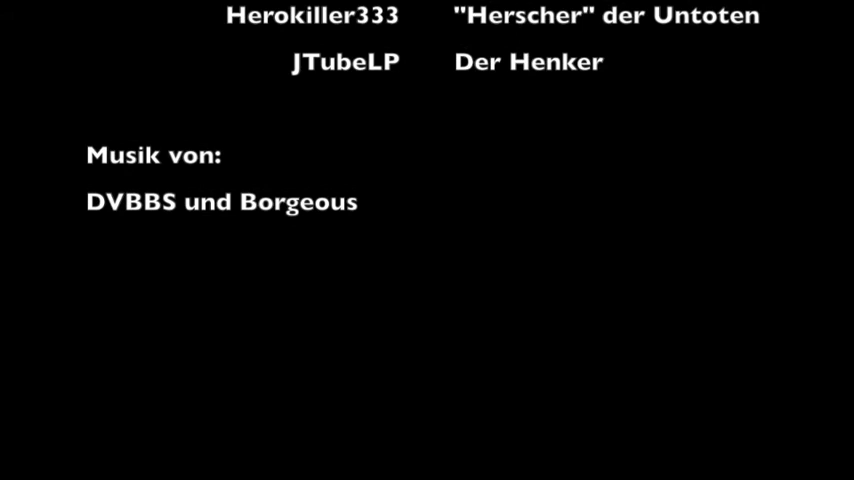 Herokiller333 "Herscher" der Untoten
JTubeLP Der Henker
Musik von:
DVBBS und Borgeous